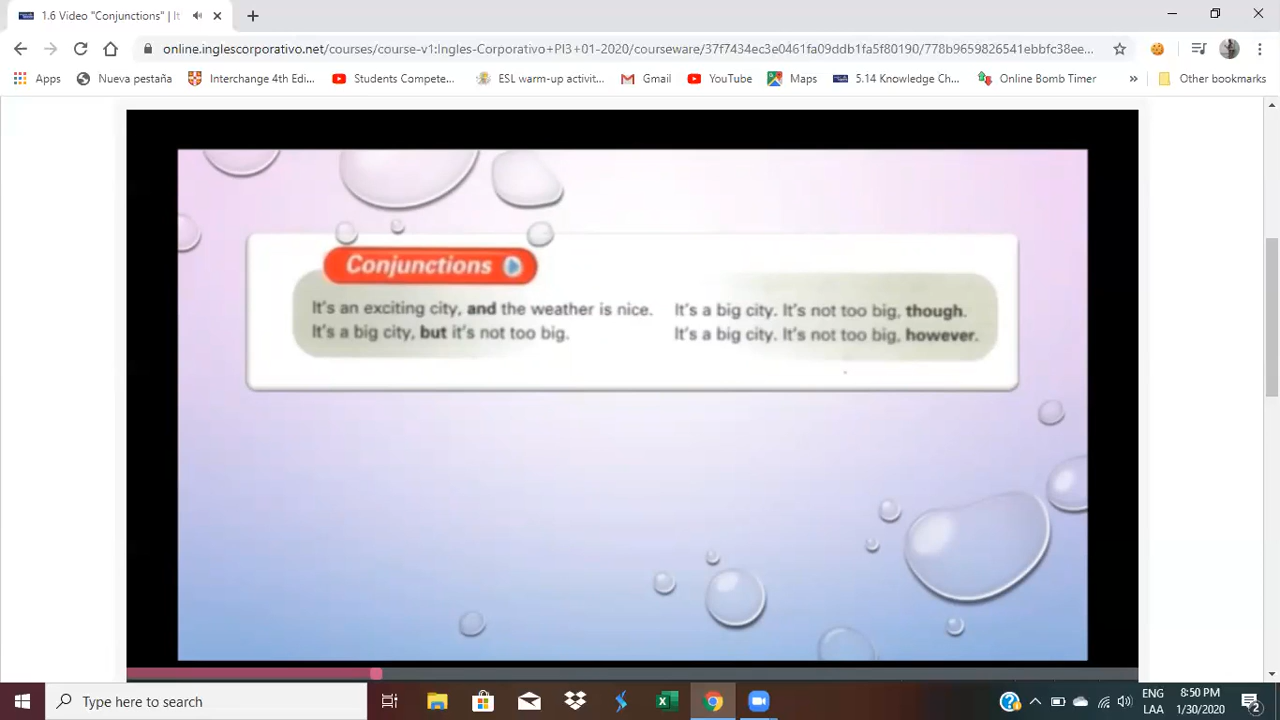 1.6 Video "Conjunctions" | It
online.inglescorporativo.net/courses/course-v1:Ingles-Corporativo+PI3+01-2020/courseware/37f7434ec3e0461fa09ddb1fa5f80190/778b9659826541ebbfc38ee...
Apps Nueva pestaña Interchange 4th Edi... Students Compete... ESL warm-up activit... Gmail YouTube Maps 5.14 Knowledge Ch... Online Bomb Timer Other bookmarks
Conjunctions
It's an exciting city, and the weather is nice.
It's a big city, but it's not too big.
It's a big city. It's not too big, though.
It's a big city. It's not too big, however.
Type here to search
ENG
LAA
8:50 PM
1/30/2020
2